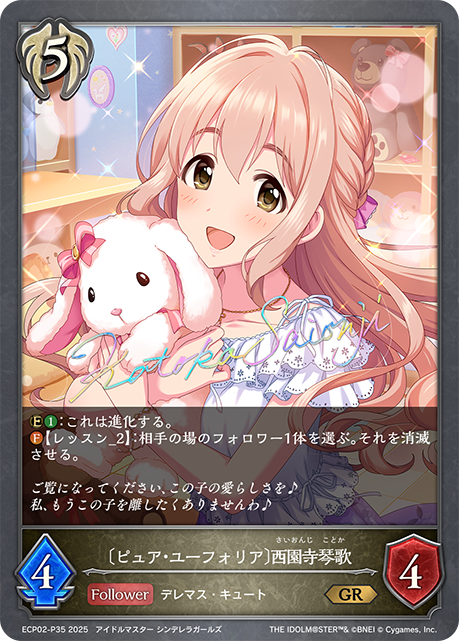 5
Kotoka Saionji
E 1：これは進化する。
F【レッスン_2】：相手の場のフォロワー1体を選ぶ。それを消滅
させる。
ご覧になってください、この子の愛らしさを♪
私、もうこの子を離したくありませんわ♪
さいおんじ ことか
〔ピュア・ユーフォリア〕西園寺琴歌
4
Follower デレマス・キュート GR
4
ECP02-P35 2025 アイドルマスター シンデレラガールズ THE IDOLM@STER™& ©BNEI © Cygames, Inc.